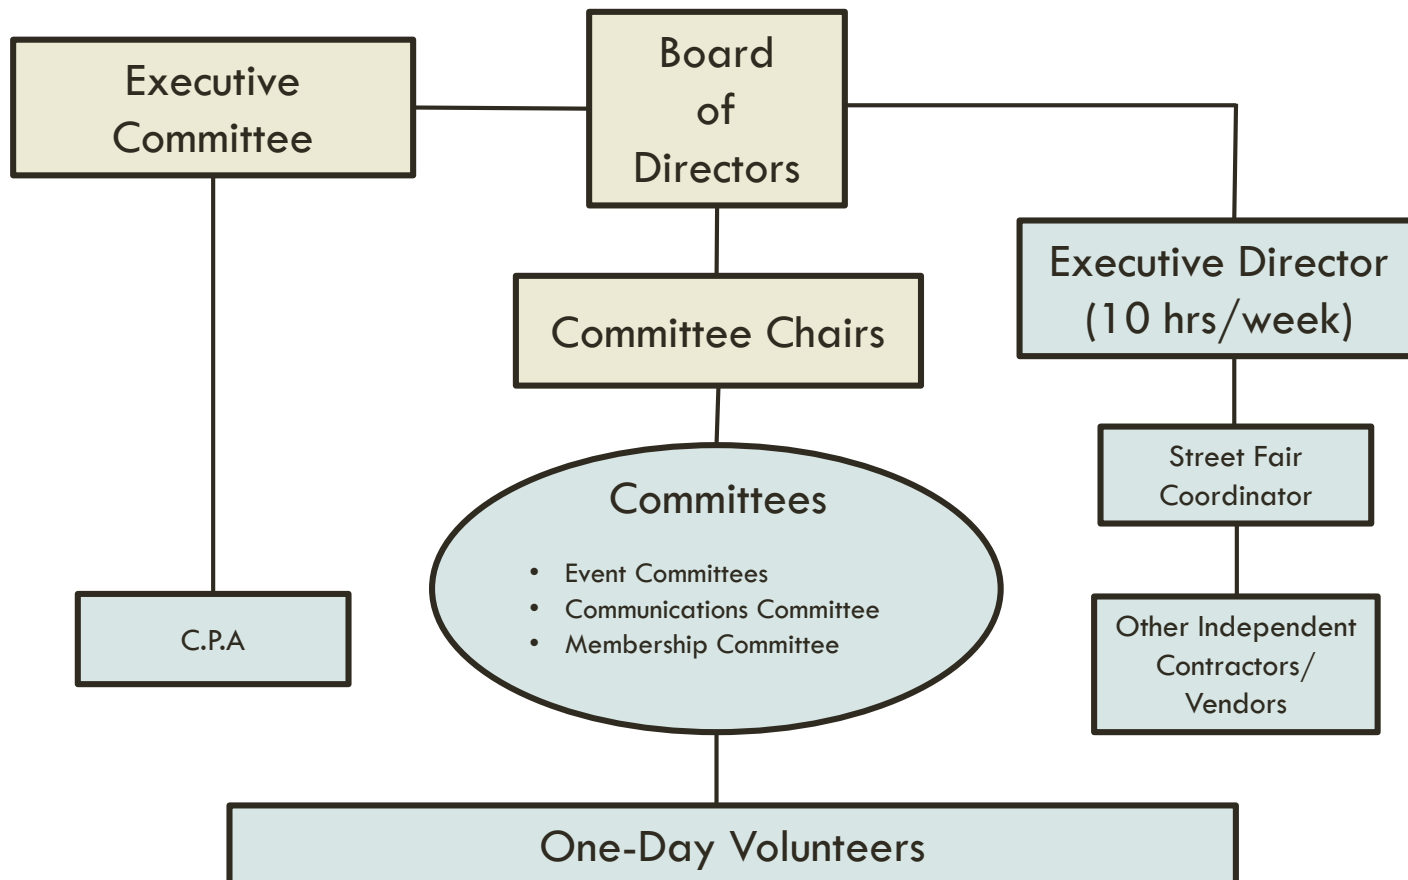 Executive
Committee
Board
of
Directors
Executive Director
(10 hrs/week)
Committee Chairs
Street Fair
Coordinator
Committees
• Event Committees
• Communications Committee
• Membership Committee
C.P.A
Other Independent
Contractors/
Vendors
One-Day Volunteers